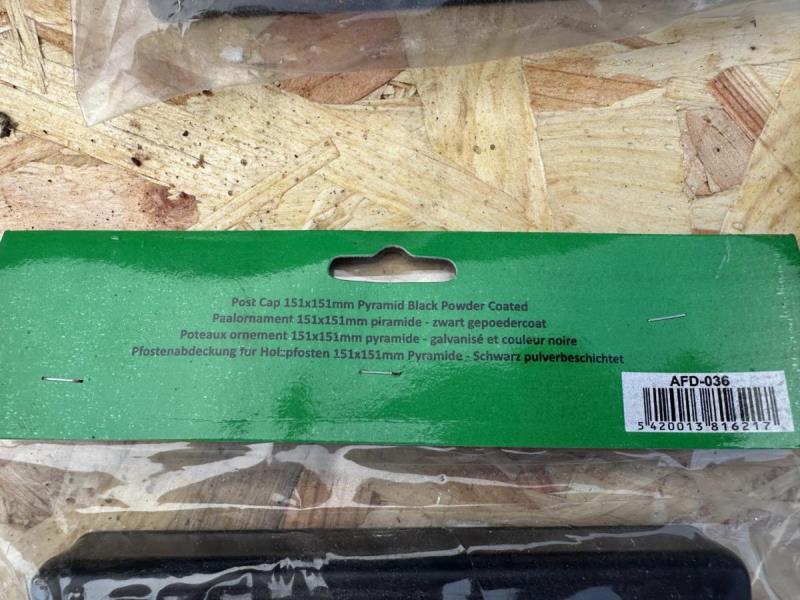 Post Cap 151x151mm Pyramid Black Powder Coated
Paalornament 151x151mm piramide - zwart gepoedercoat
Poteaux ornement 151x151mm pyramide - galvanisé et couleur noire
Pfostenabdeckung für Holzpfosten 151x151mm Pyramide - Schwarz pulverbeschichtet
AFD-036
5 420013 816217